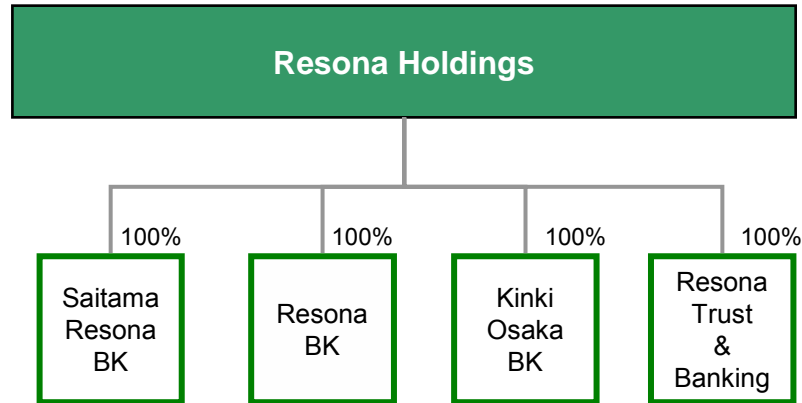 Resona Holdings
100%
100%
100%
100%
Saitama
Resona
BK
Resona
BK
Kinki
Osaka
BK
Resona
Trust
&
Banking